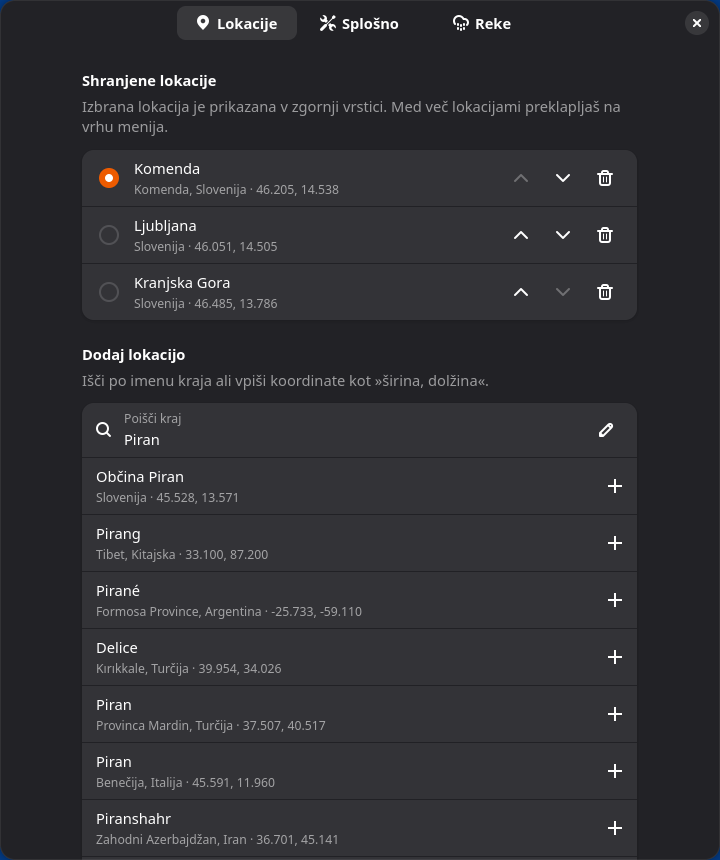 Lokacije
Splošno
Reke
Shranjene lokacije
Izbrana lokacija je prikazana v zgornji vrstici. Med več lokacijami preklapljaš na
vrhu menija.
Komenda
Komenda, Slovenija · 46.205, 14.538
Ljubljana
Slovenija · 46.051, 14.505
Kranjska Gora
Slovenija · 46.485, 13.786
Dodaj lokacijo
Išči po imenu kraja ali vpiši koordinate kot »širina, dolžina«.
Poišči kraj
Piran
Občina Piran
Slovenija · 45.528, 13.571
Pirang
Tibet, Kitajska · 33.100, 87.200
Pirané
Formosa Province, Argentina · -25.733, -59.110
Delice
Kırıkkale, Turčija · 39.954, 34.026
Piran
Provinca Mardin, Turčija · 37.507, 40.517
Piran
Benečija, Italija · 45.591, 11.960
Piranshahr
Zahodni Azerbajdžan, Iran · 36.701, 45.141